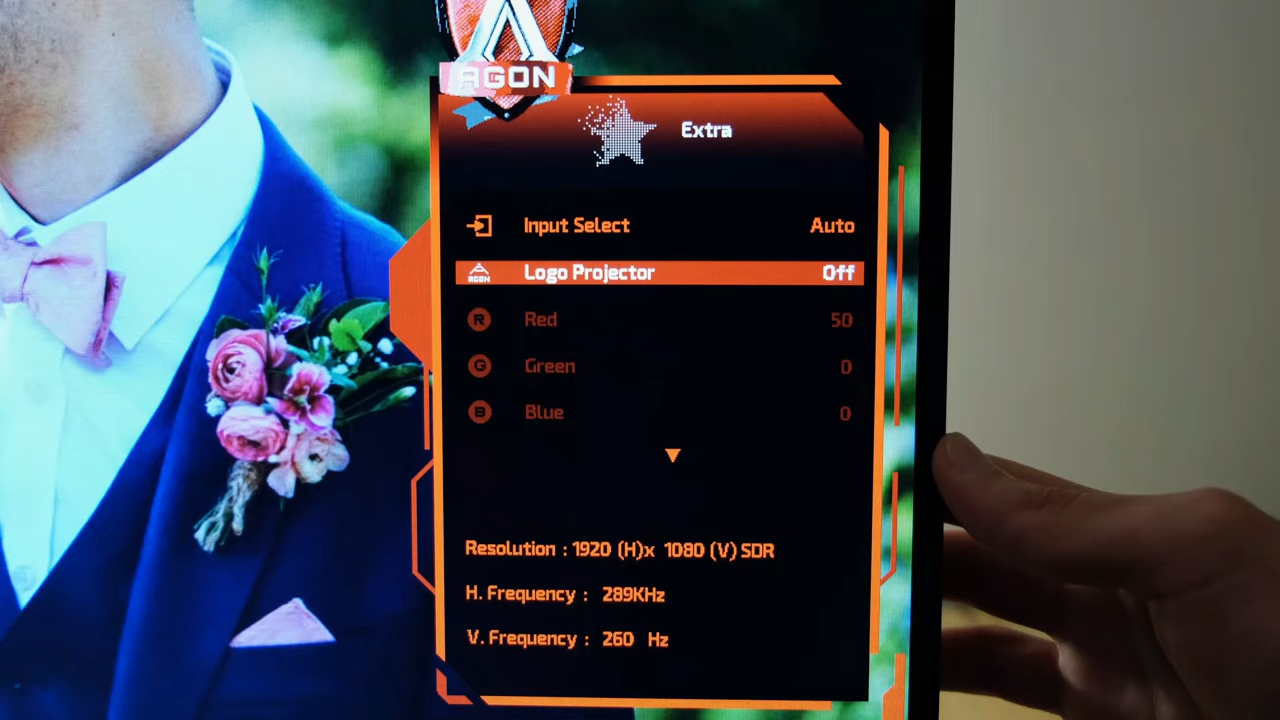 AGON
Extra
Input Select Auto
AGON Logo Projector Off
R Red 50
G Green 0
B Blue 0
Resolution : 1920 (H)x 1080 (V) SDR
H. Frequency : 289KHz
V. Frequency : 260 Hz